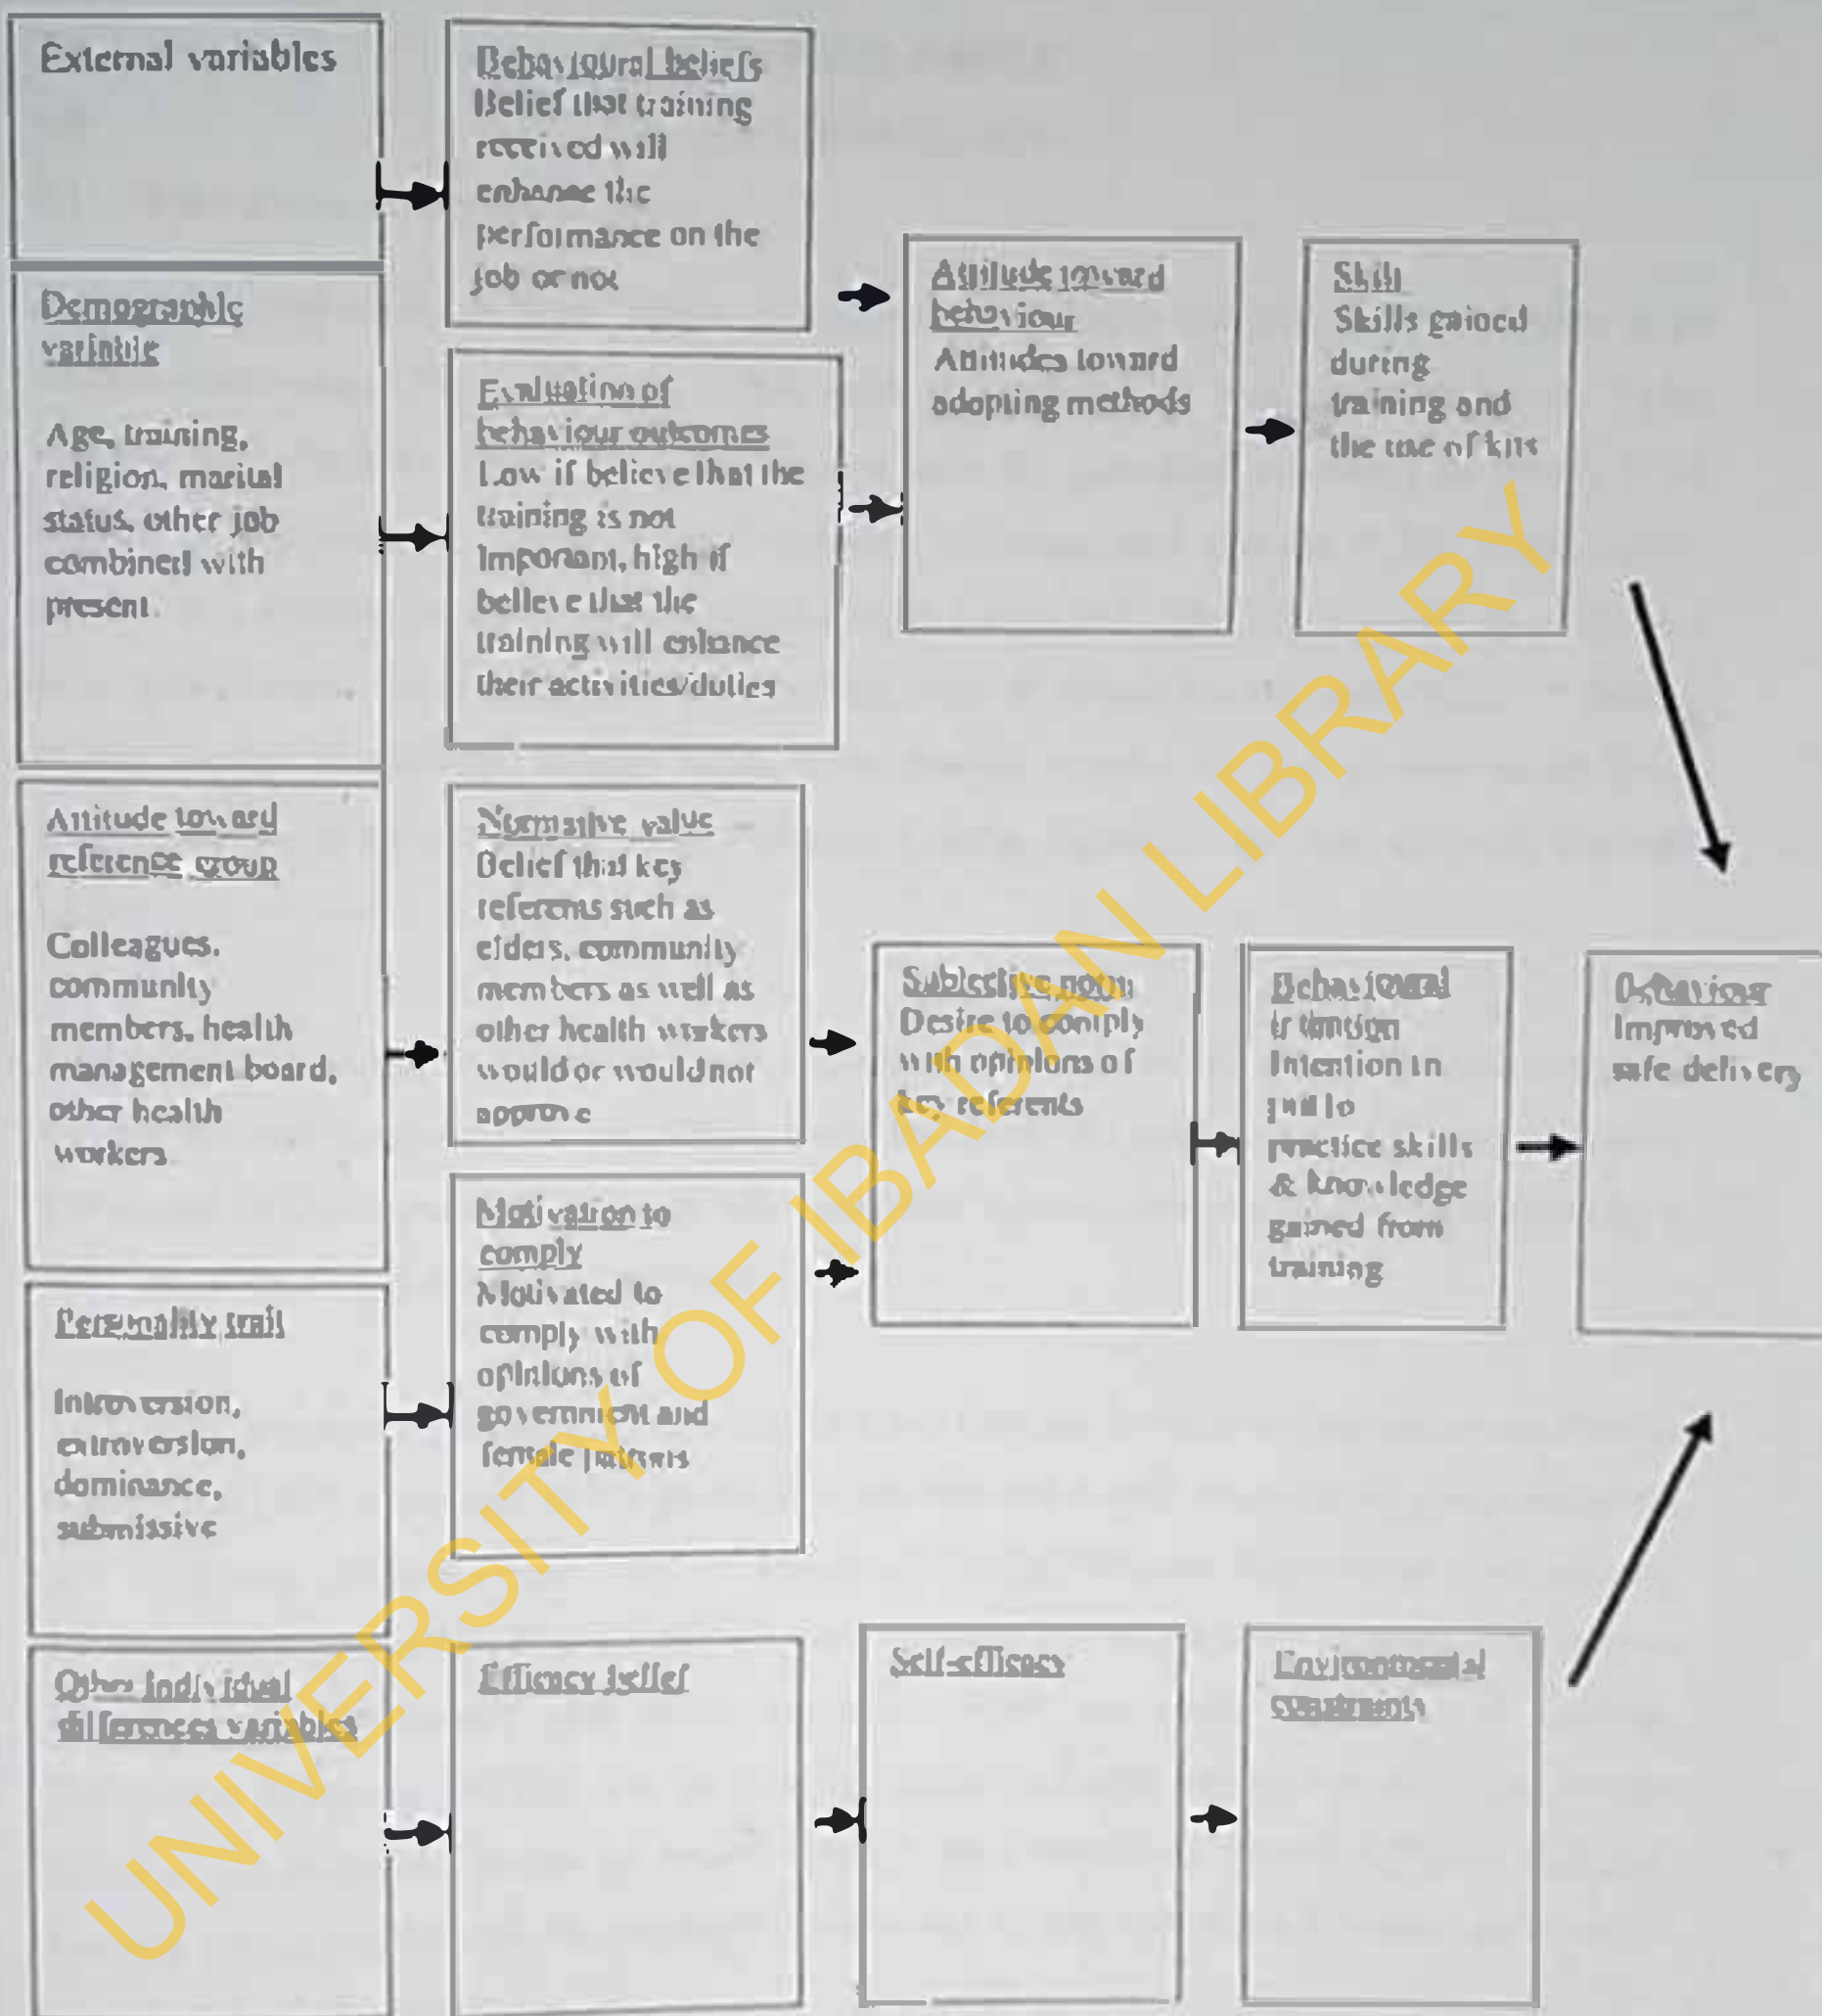 External variables
Demographic
variable
Age, training,
religion, marital
status, other job
combined with
present
Attitude toward
reference group
Colleagues,
community
members, health
management board,
other health
workers
Personality trait
Introversion,
extroversion,
dominance,
submissive
Other individual
differences variables
Behavioural beliefs
Belief that training
received will
enhance the
performance on the
job or not
Evaluation of
behaviour outcomes
Low if believe that the
training is not
important, high if
believe that the
training will enhance
their activities/duties
Normative value
Belief that key
referents such as
elders, community
members as well as
other health workers
would or would not
approve
Motivation to
comply
Motivated to
comply with
opinions of
government and
female patients
Efficacy belief
Attitude toward
behaviour
Attitudes toward
adopting methods
Subjective norm
Desire to comply
with opinions of
key referents
Self-efficacy
Skill
Skills gained
during
training and
the use of kits
Behavioural
intention
Intention to
put to
practice skills
& knowledge
gained from
training
Environmental
constraints
Behaviour
Improved
safe delivery
UNIVERSITY OF IBADAN LIBRARY